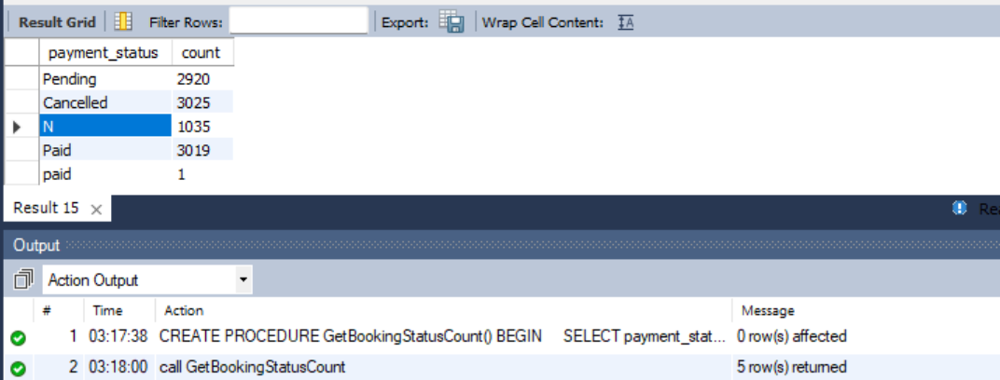 Result Grid Filter Rows: Export: Wrap Cell Content: IA
payment_status count
Pending 2920
Cancelled 3025
N 1035
Paid 3019
paid 1
Result 15 ×
Output
Action Output
# Time Action Message
1 03:17:38 CREATE PROCEDURE GetBookingStatusCount() BEGIN SELECT payment_stat... 0 row(s) affected
2 03:18:00 call GetBookingStatusCount 5 row(s) returned